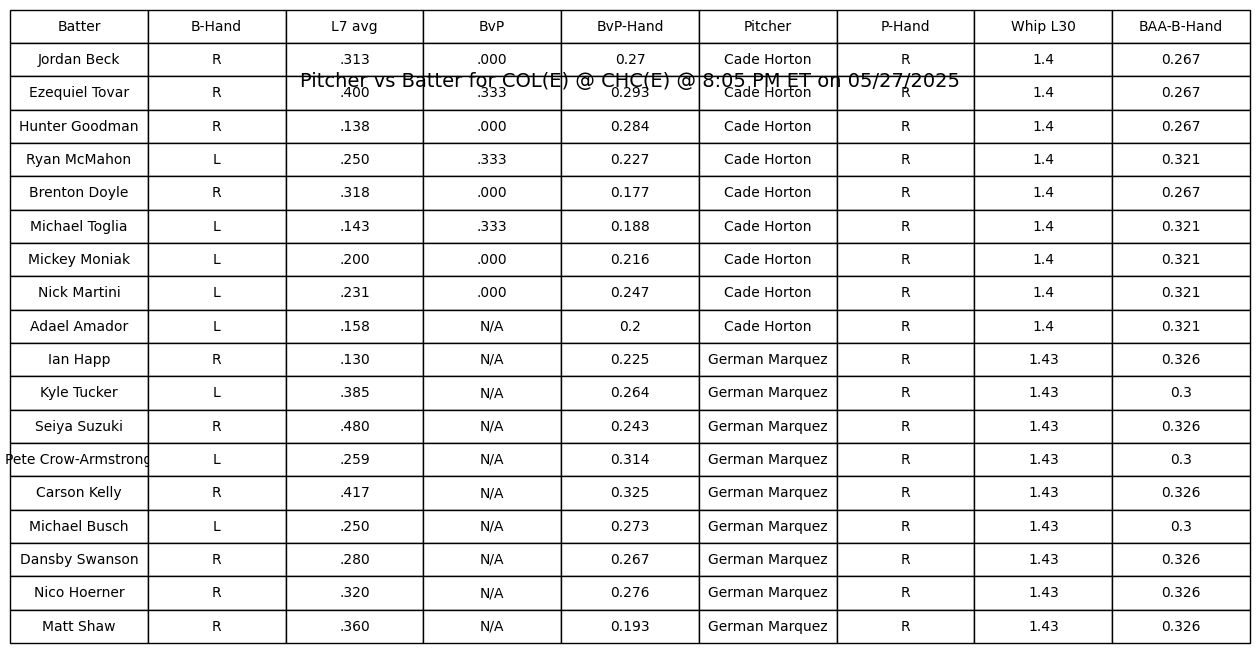 Batter B-Hand L7 avg BvP BvP-Hand Pitcher P-Hand Whip L30 BAA-B-Hand
Jordan Beck R .313 .000 0.27 Cade Horton R 1.4 0.267
Pitcher vs Batter for COL(E) @ CHC(E) @ 8:05 PM ET on 05/27/2025
Ezequiel Tovar R .400 .333 0.293 Cade Horton R 1.4 0.267
Hunter Goodman R .138 .000 0.284 Cade Horton R 1.4 0.267
Ryan McMahon L .250 .333 0.227 Cade Horton R 1.4 0.321
Brenton Doyle R .318 .000 0.177 Cade Horton R 1.4 0.267
Michael Toglia L .143 .333 0.188 Cade Horton R 1.4 0.321
Mickey Moniak L .200 .000 0.216 Cade Horton R 1.4 0.321
Nick Martini L .231 .000 0.247 Cade Horton R 1.4 0.321
Adael Amador L .158 N/A 0.2 Cade Horton R 1.4 0.321
Ian Happ R .130 N/A 0.225 German Marquez R 1.43 0.326
Kyle Tucker L .385 N/A 0.264 German Marquez R 1.43 0.3
Seiya Suzuki R .480 N/A 0.243 German Marquez R 1.43 0.326
Pete Crow-Armstrong L .259 N/A 0.314 German Marquez R 1.43 0.3
Carson Kelly R .417 N/A 0.325 German Marquez R 1.43 0.326
Michael Busch L .250 N/A 0.273 German Marquez R 1.43 0.3
Dansby Swanson R .280 N/A 0.267 German Marquez R 1.43 0.326
Nico Hoerner R .320 N/A 0.276 German Marquez R 1.43 0.326
Matt Shaw R .360 N/A 0.193 German Marquez R 1.43 0.326